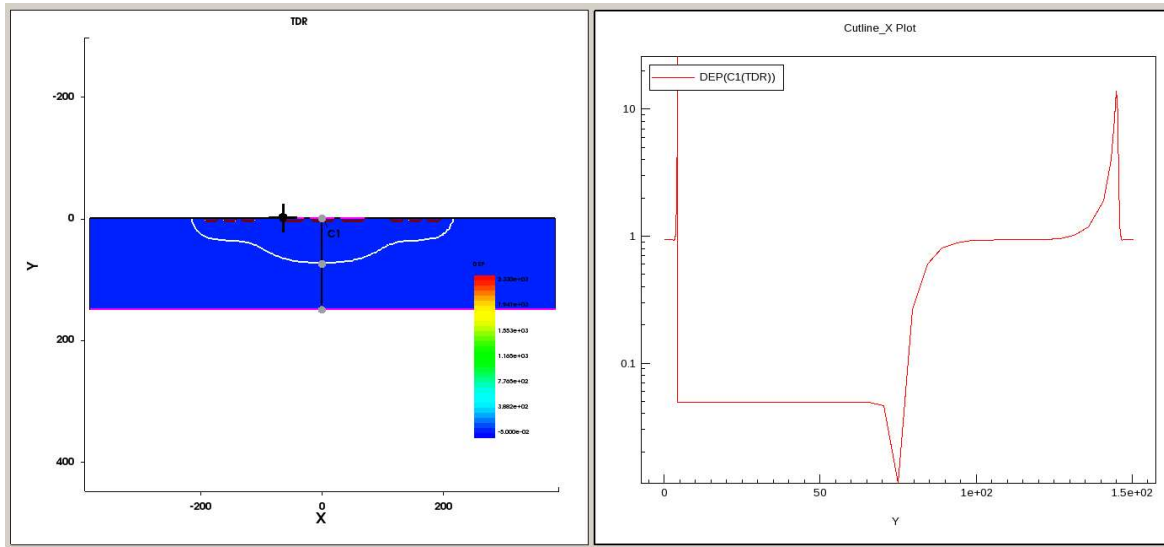 TDR
-200
0
Y
200
400
-200
0
200
X
C1
1.553e+03
1.165e+03
7.765e+02
3.882e+02
-5.000e-02
Cutline_X Plot
DEP(C1(TDR))
10
1
0.1
0
50
1e+02
1.5e+02
Y